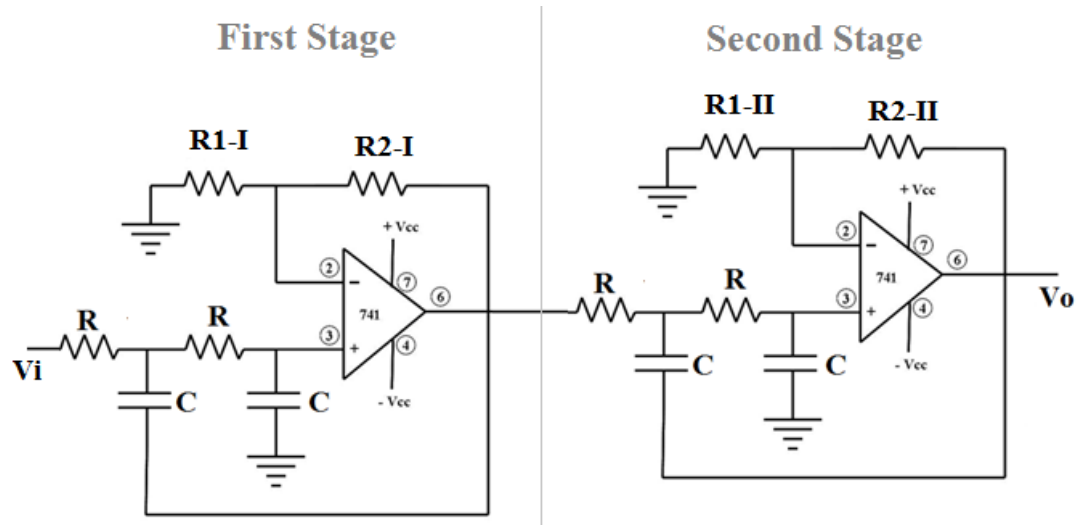 First Stage
Second Stage
R1-I
R2-I
+ Vcc
2
7
741
6
3
4
- Vcc
R
R
Vi
C
C
R1-II
R2-II
+ Vcc
2
7
741
6
3
4
- Vcc
R
R
Vo
C
C